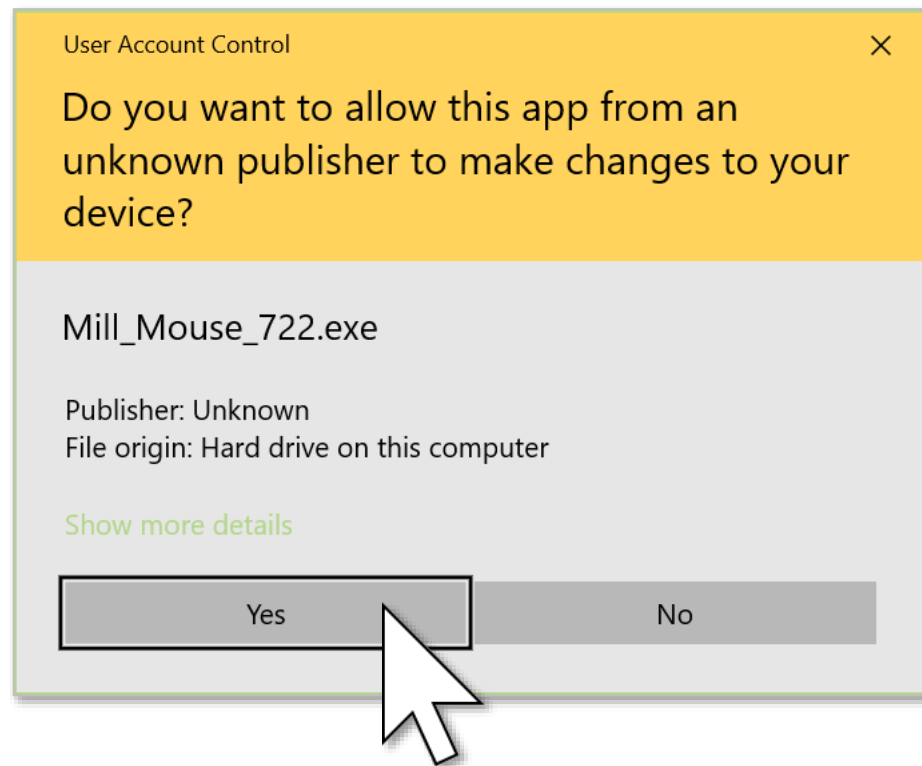 User Account Control
Do you want to allow this app from an
unknown publisher to make changes to your
device?
Mill_Mouse_722.exe
Publisher: Unknown
File origin: Hard drive on this computer
Show more details
Yes
No